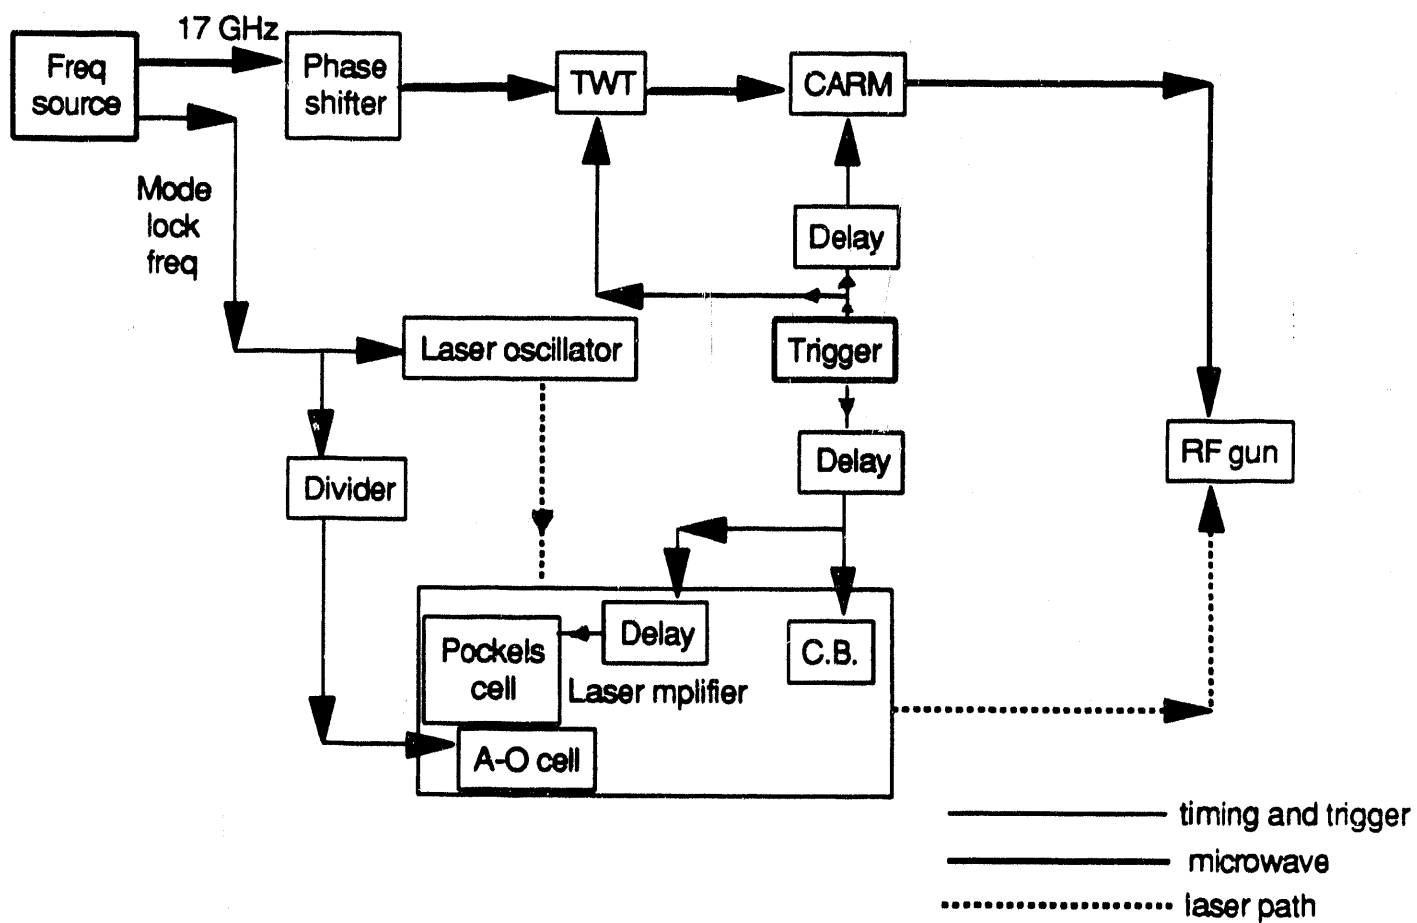 17 GHz
Freq
source
Phase
shifter
TWT
CARM
Mode
lock
freq
Delay
Laser oscillator
Trigger
Delay
RF gun
Divider
Delay
Pockels
cell
C.B.
Laser mplifier
A-O cell
timing and trigger
microwave
laser path